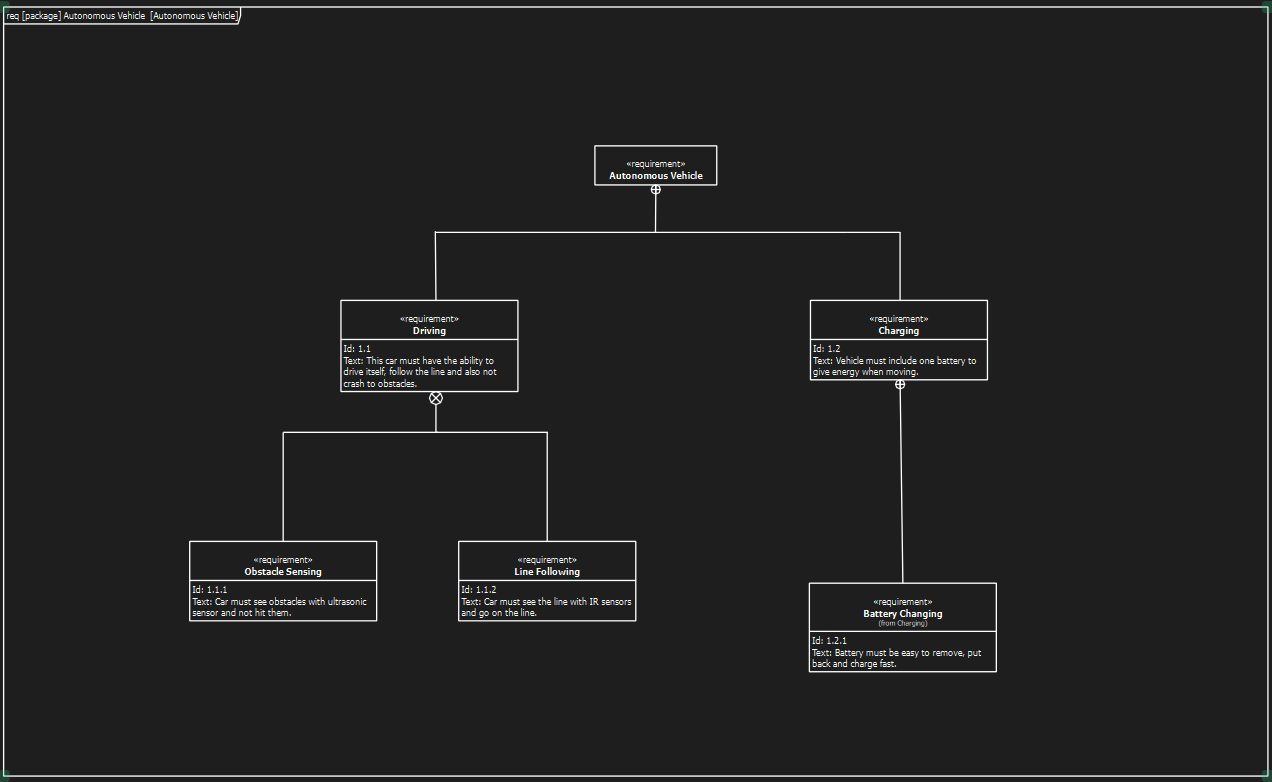 req [package] Autonomous Vehicle [Autonomous Vehicle]
«requirement»
Autonomous Vehicle
«requirement»
Driving
Id: 1.1
Text: This car must have the ability to
drive itself, follow the line and also not
crash to obstacles.
«requirement»
Charging
Id: 1.2
Text: Vehicle must include one battery to
give energy when moving.
«requirement»
Obstacle Sensing
Id: 1.1.1
Text: Car must see obstacles with ultrasonic
sensor and not hit them.
«requirement»
Line Following
Id: 1.1.2
Text: Car must see the line with IR sensors
and go on the line.
«requirement»
Battery Changing
(from Charging)
Id: 1.2.1
Text: Battery must be easy to remove, put
back and charge fast.